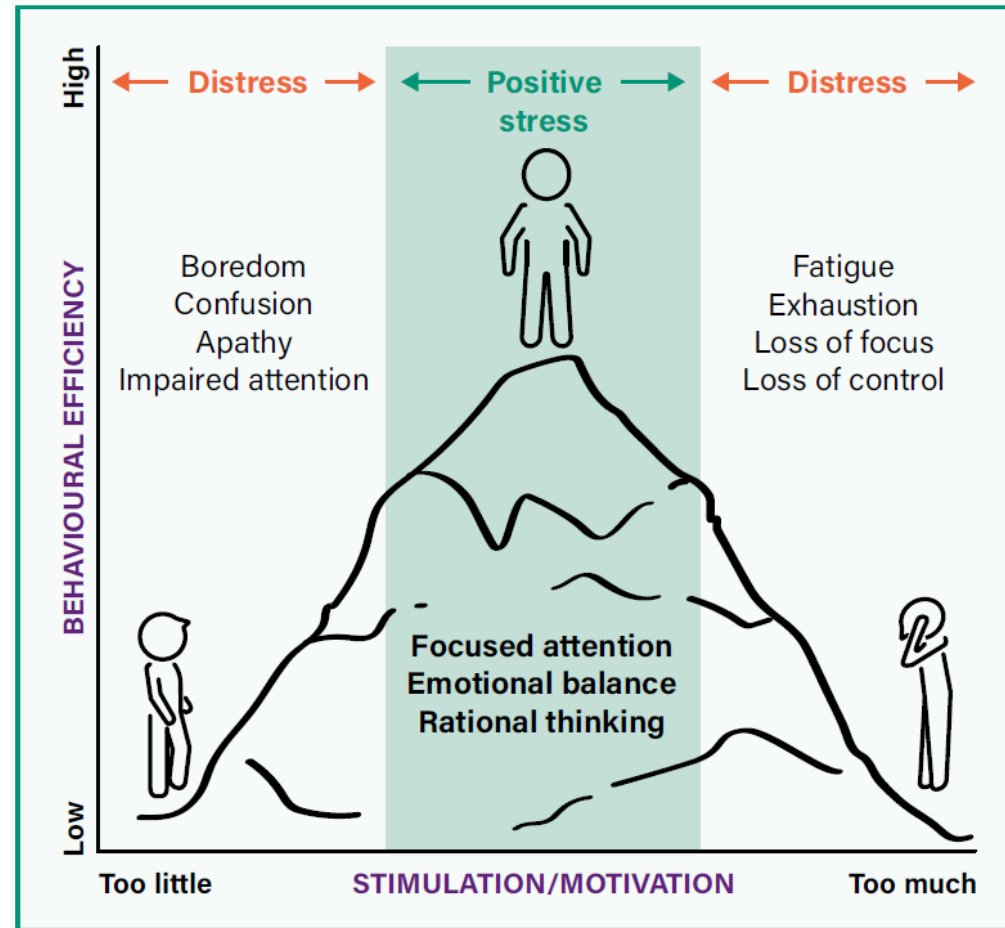 High
Distress
Positive
stress
Distress
Boredom
Confusion
Apathy
Impaired attention
Fatigue
Exhaustion
Loss of focus
Loss of control
BEHAVIOURAL EFFICIENCY
Focused attention
Emotional balance
Rational thinking
Low
Too little
STIMULATION/MOTIVATION
Too much